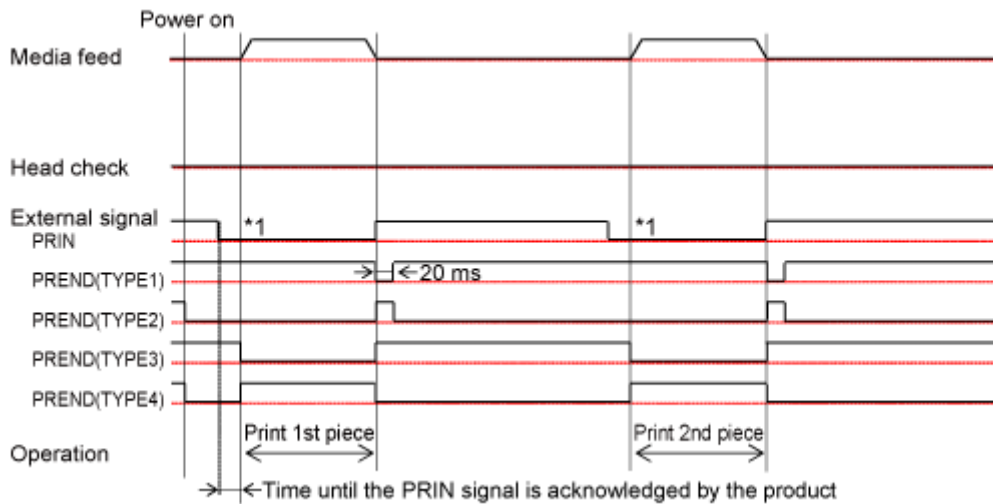 Power on
Media feed
Head check
External signal
*1 *1
PRIN
PREND(TYPE1)
20 ms
PREND(TYPE2)
PREND(TYPE3)
PREND(TYPE4)
Print 1st piece Print 2nd piece
Operation
Time until the PRIN signal is acknowledged by the product